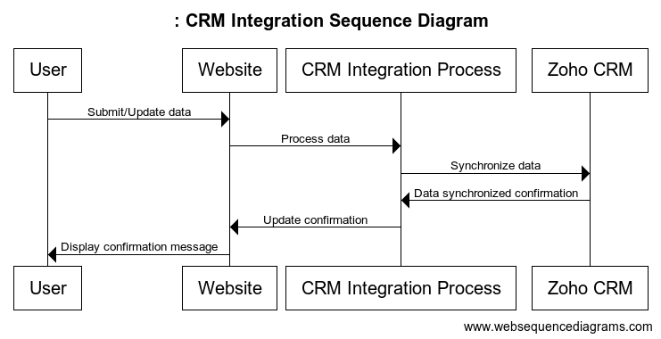 : CRM Integration Sequence Diagram
User Website CRM Integration Process Zoho CRM
Submit/Update data
Process data
Synchronize data
Data synchronized confirmation
Update confirmation
Display confirmation message
User Website CRM Integration Process Zoho CRM
www.websequencediagrams.com